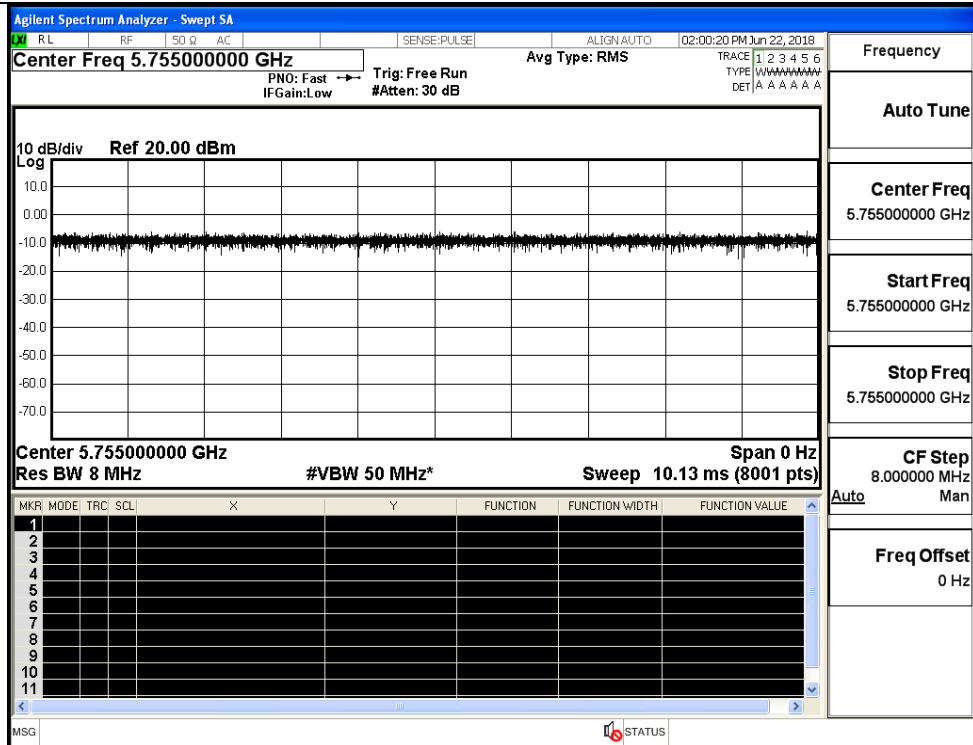 Agilent Spectrum Analyzer - Swept SA
LXI RL RF 50 Ω AC SENSE:PULSE ALIGN AUTO 02:00:20 PM Jun 22, 2018
Center Freq 5.755000000 GHz
PNO: Fast
IFGain:Low
Trig: Free Run
#Atten: 30 dB
Avg Type: RMS
TRACE 1 2 3 4 5 6
TYPE WWWWWW
DET A A A A A A
10 dB/div Ref 20.00 dBm
Log
10.0
0.00
-10.0
-20.0
-30.0
-40.0
-50.0
-60.0
-70.0
Center 5.755000000 GHz Span 0 Hz
Res BW 8 MHz #VBW 50 MHz* Sweep 10.13 ms (8001 pts)
MKR MODE TRC SCL X Y FUNCTION FUNCTION WIDTH FUNCTION VALUE
1
2
3
4
5
6
7
8
9
10
11
MSG STATUS
Frequency
Auto Tune
Center Freq
5.755000000 GHz
Start Freq
5.755000000 GHz
Stop Freq
5.755000000 GHz
CF Step
8.000000 MHz
Auto Man
Freq Offset
0 Hz